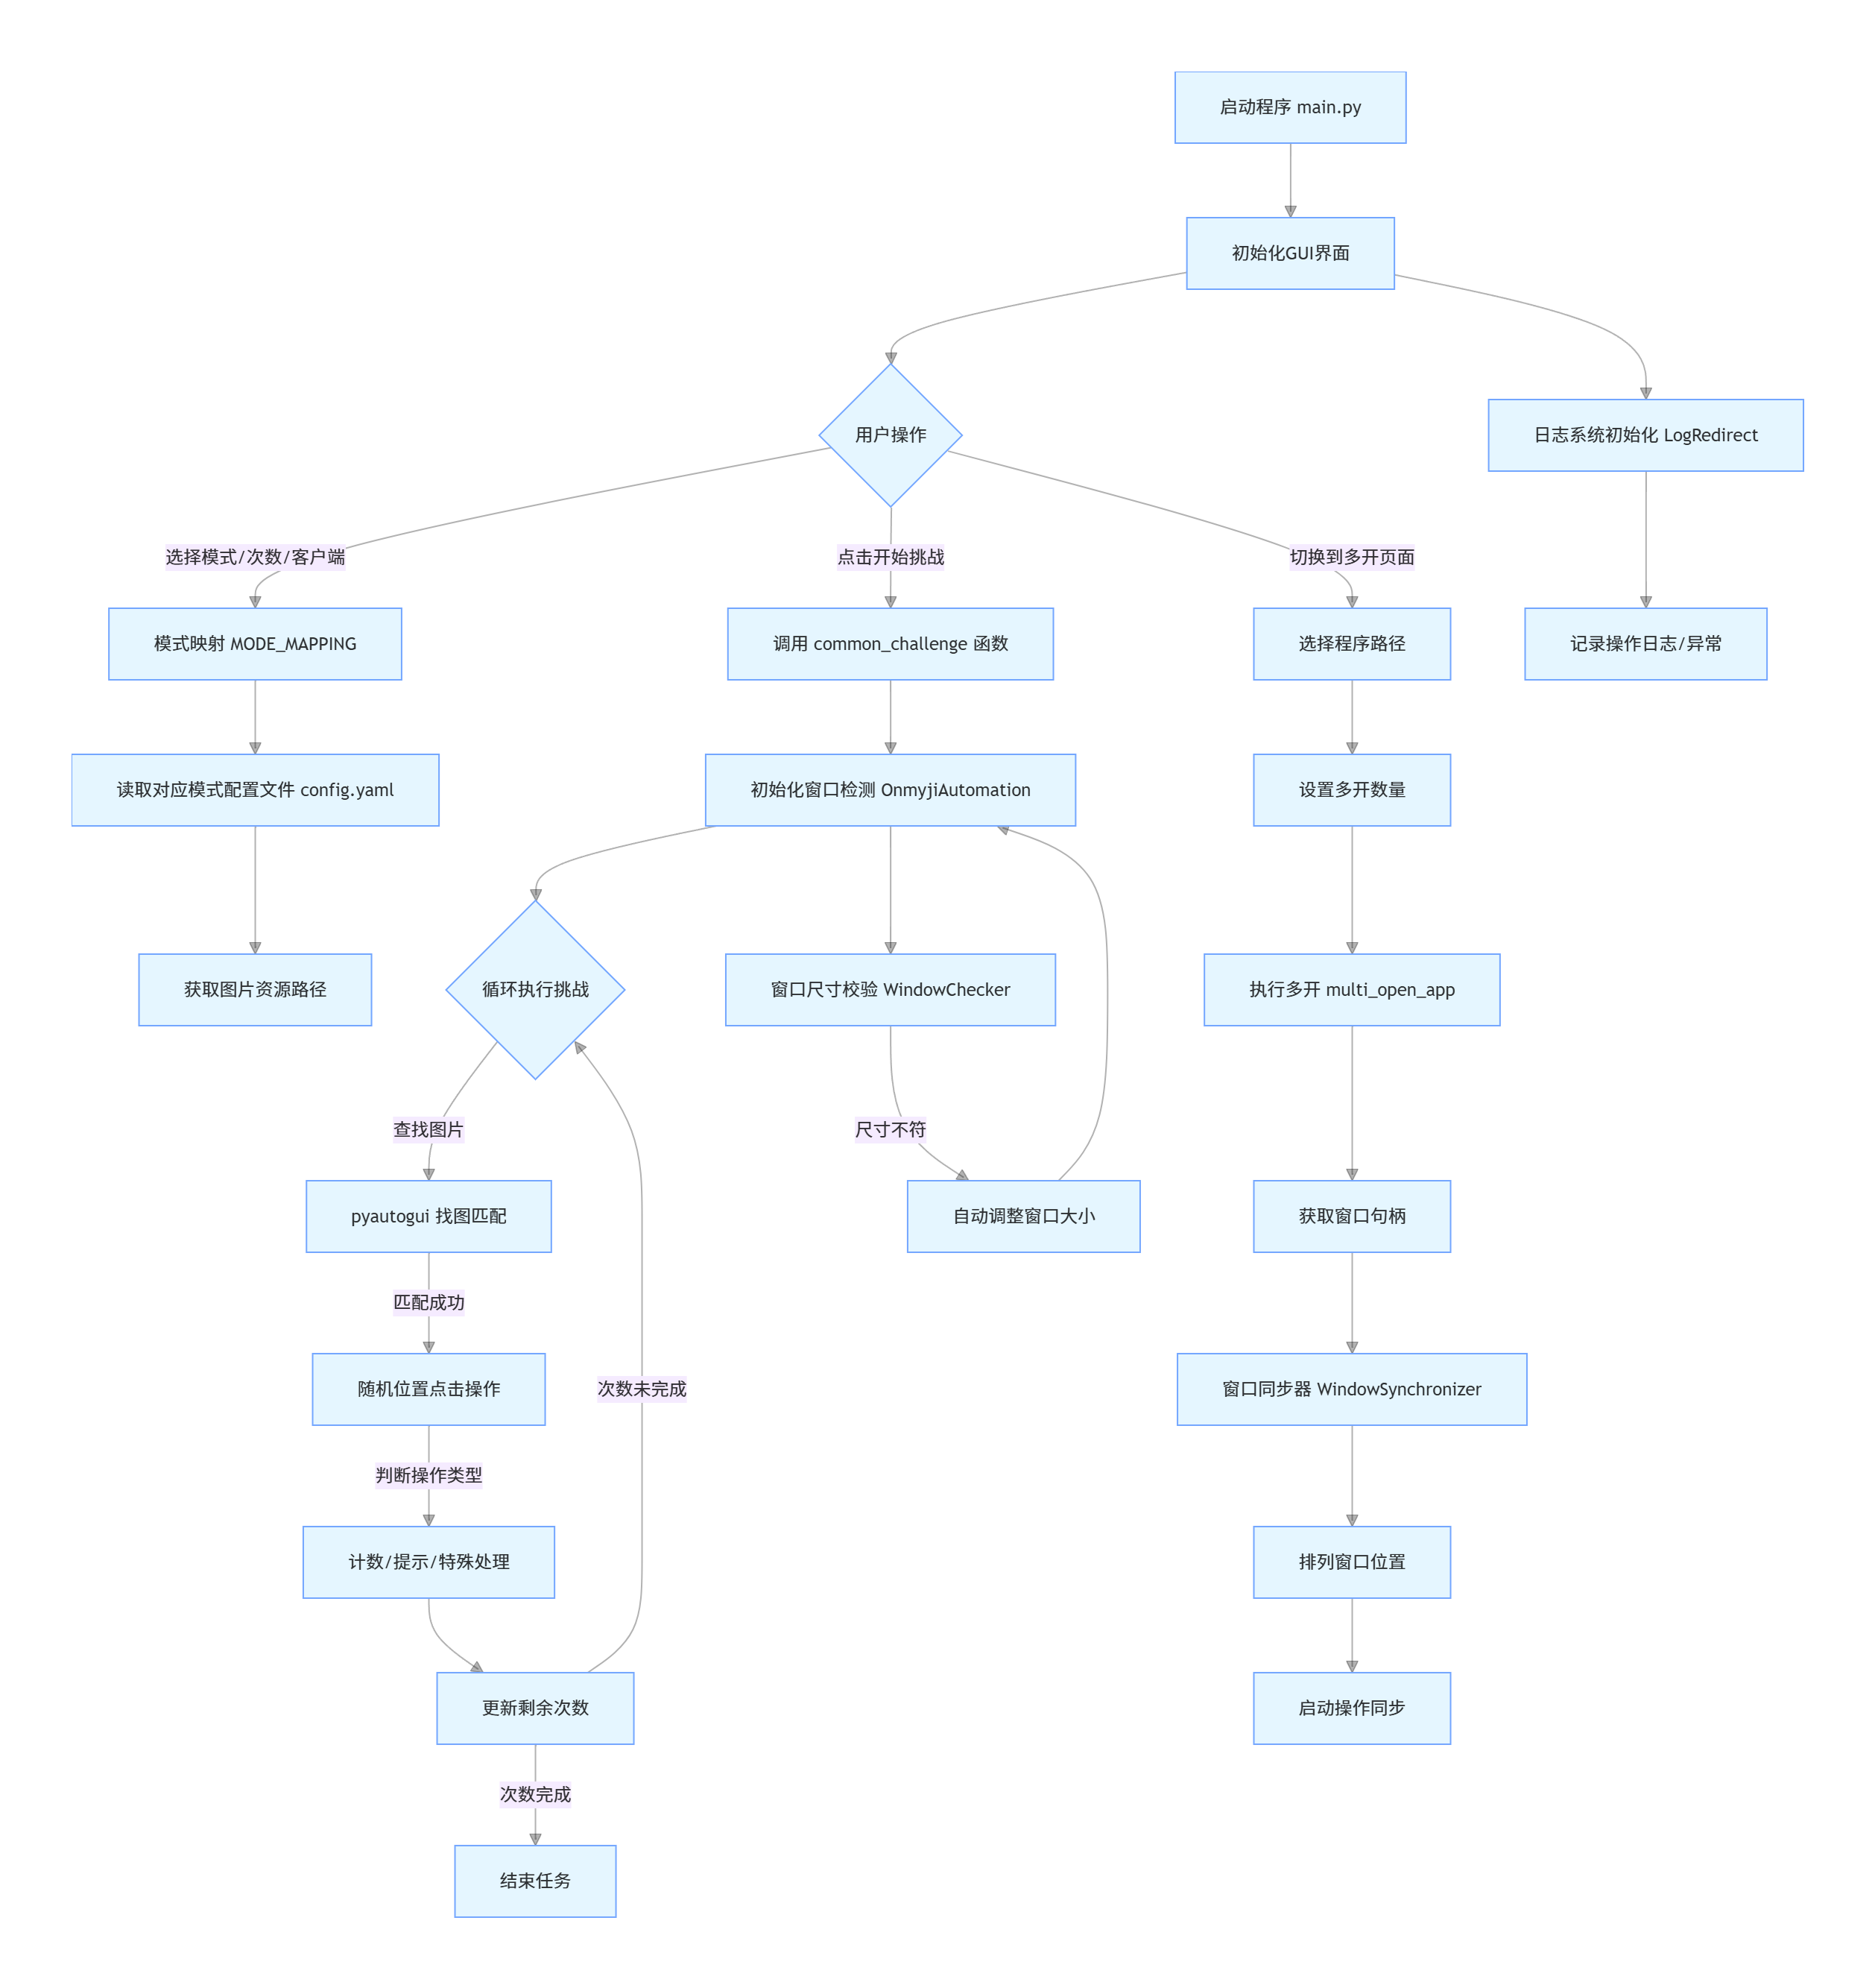 启动程序 main.py
初始化GUI界面
用户操作
日志系统初始化 LogRedirect
选择模式/次数/客户端
点击开始挑战
切换到多开页面
模式映射 MODE_MAPPING
调用 common_challenge 函数
选择程序路径
记录操作日志/异常
读取对应模式配置文件 config.yaml
初始化窗口检测 OnmyjiAutomation
设置多开数量
获取图片资源路径
循环执行挑战
窗口尺寸校验 WindowChecker
执行多开 multi_open_app
查找图片
尺寸不符
pyautogui 找图匹配
自动调整窗口大小
获取窗口句柄
匹配成功
随机位置点击操作
次数未完成
窗口同步器 WindowSynchronizer
判断操作类型
计数/提示/特殊处理
排列窗口位置
更新剩余次数
启动操作同步
次数完成
结束任务